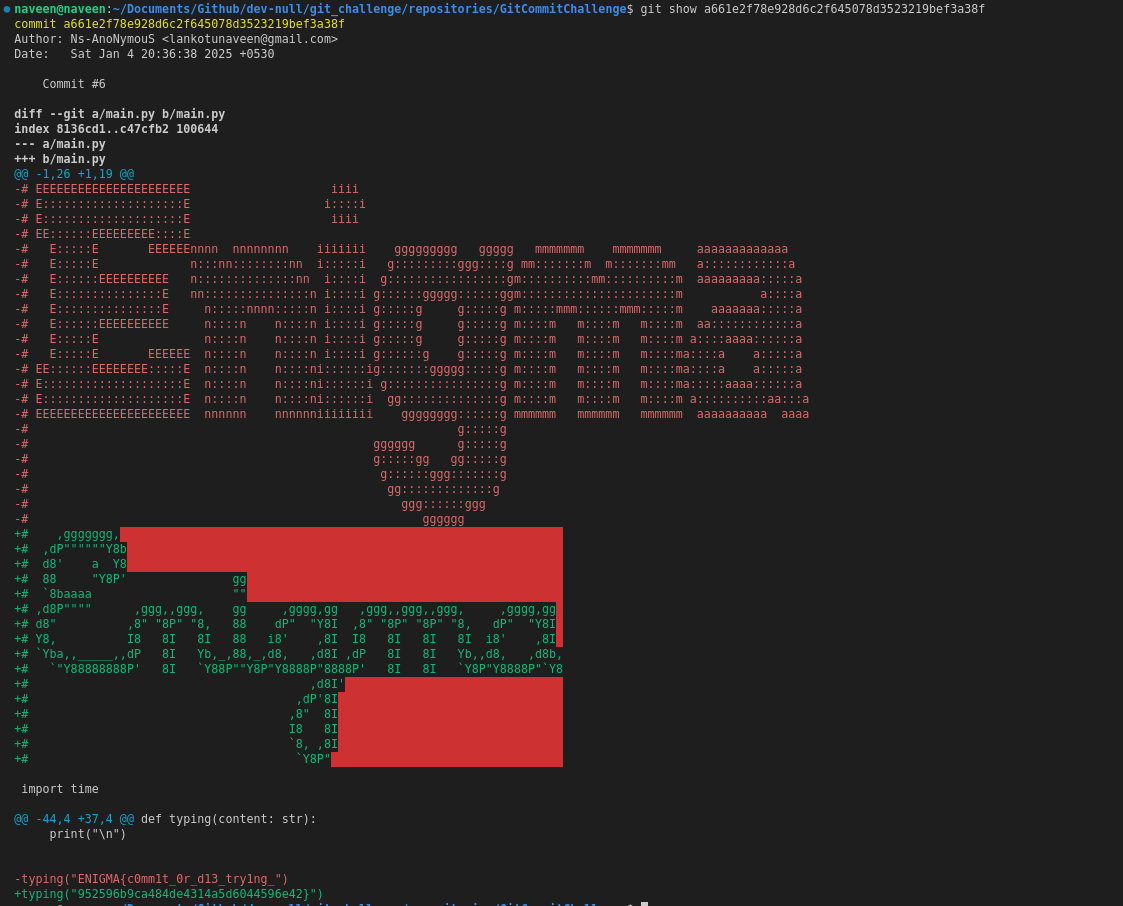 naveen@naveen:~/Documents/Github/dev-null/git_challenge/repositories/GitCommitChallenge$ git show a661e2f78e928d6c2f645078d3523219bef3a38f
commit a661e2f78e928d6c2f645078d3523219bef3a38f
Author: Ns-AnoNymouS <lankotunaveen@gmail.com>
Date:   Sat Jan 4 20:36:38 2025 +0530

    Commit #6

diff --git a/main.py b/main.py
index 8136cd1..c47cfb2 100644
--- a/main.py
+++ b/main.py
@@ -1,26 +1,19 @@
-# EEEEEEEEEEEEEEEEEEEEEE                    iiii
-# E::::::::::::::::::::E                   i::::i
-# E::::::::::::::::::::E                    iiii
-# EE::::::EEEEEEEEE::::E
-#   E:::::E       EEEEEEnnnn  nnnnnnnn    iiiiiii    ggggggggg   ggggg   mmmmmmm    mmmmmmm     aaaaaaaaaaaaa
-#   E:::::E             n:::nn::::::::nn  i:::::i   g:::::::::ggg::::g mm:::::::m  m:::::::mm   a::::::::::::a
-#   E::::::EEEEEEEEEE   n::::::::::::::nn  i::::i  g:::::::::::::::::gm::::::::::mm::::::::::m  aaaaaaaaa:::::a
-#   E:::::::::::::::E   nn:::::::::::::::n i::::i g::::::ggggg::::::ggm::::::::::::::::::::::m           a::::a
-#   E:::::::::::::::E     n:::::nnnn:::::n i::::i g:::::g     g:::::g m:::::mmm::::::mmm:::::m    aaaaaaa:::::a
-#   E::::::EEEEEEEEEE     n::::n    n::::n i::::i g:::::g     g:::::g m::::m   m::::m   m::::m  aa::::::::::::a
-#   E:::::E               n::::n    n::::n i::::i g:::::g     g:::::g m::::m   m::::m   m::::m a::::aaaa::::::a
-#   E:::::E       EEEEEE  n::::n    n::::n i::::i g::::::g    g:::::g m::::m   m::::m   m::::ma::::a    a:::::a
-# EE::::::EEEEEEEE:::::E  n::::n    n::::ni::::::ig:::::::ggggg:::::g m::::m   m::::m   m::::ma::::a    a:::::a
-# E::::::::::::::::::::E  n::::n    n::::ni::::::i g::::::::::::::::g m::::m   m::::m   m::::ma:::::aaaa::::::a
-# E::::::::::::::::::::E  n::::n    n::::ni::::::i  gg::::::::::::::g m::::m   m::::m   m::::m a::::::::::aa:::a
-# EEEEEEEEEEEEEEEEEEEEEE  nnnnnn    nnnnnniiiiiiii    gggggggg::::::g mmmmmm   mmmmmm   mmmmmm  aaaaaaaaaa  aaaa
-#                                                             g:::::g
-#                                                 gggggg      g:::::g
-#                                                 g:::::gg   gg:::::g
-#                                                  g::::::ggg:::::::g
-#                                                   gg:::::::::::::g
-#                                                     ggg::::::ggg
-#                                                        gggggg
+#    ,ggggggg,
+#  ,dP""""""Y8b
+#  d8'    a  Y8
+#  88     "Y8P'               gg
+#  `8baaaa                    ""
+# ,d8P""""      ,ggg,,ggg,    gg     ,gggg,gg   ,ggg,,ggg,,ggg,     ,gggg,gg
+# d8"          ,8" "8P" "8,   88    dP"  "Y8I  ,8" "8P" "8P" "8,   dP"  "Y8I
+# Y8,          I8   8I   8I   88   i8'    ,8I  I8   8I   8I   8I  i8'    ,8I
+# `Yba,,_____,,dP   8I   Yb,_,88,_,d8,   ,d8I ,dP   8I   8I   Yb,,d8,   ,d8b,
+#   `"Y88888888P'   8I   `Y88P""Y8P"Y8888P"8888P'   8I   8I   `Y8P"Y8888P"`Y8
+#                                        ,d8I'
+#                                      ,dP'8I
+#                                     ,8"  8I
+#                                     I8   8I
+#                                     `8, ,8I
+#                                      `Y8P"

 import time

@@ -44,4 +37,4 @@ def typing(content: str):
     print("\n")


-typing("ENIGMA{c0mm1t_0r_d13_try1ng_")
+typing("952596b9ca484de4314a5d6044596e42}")